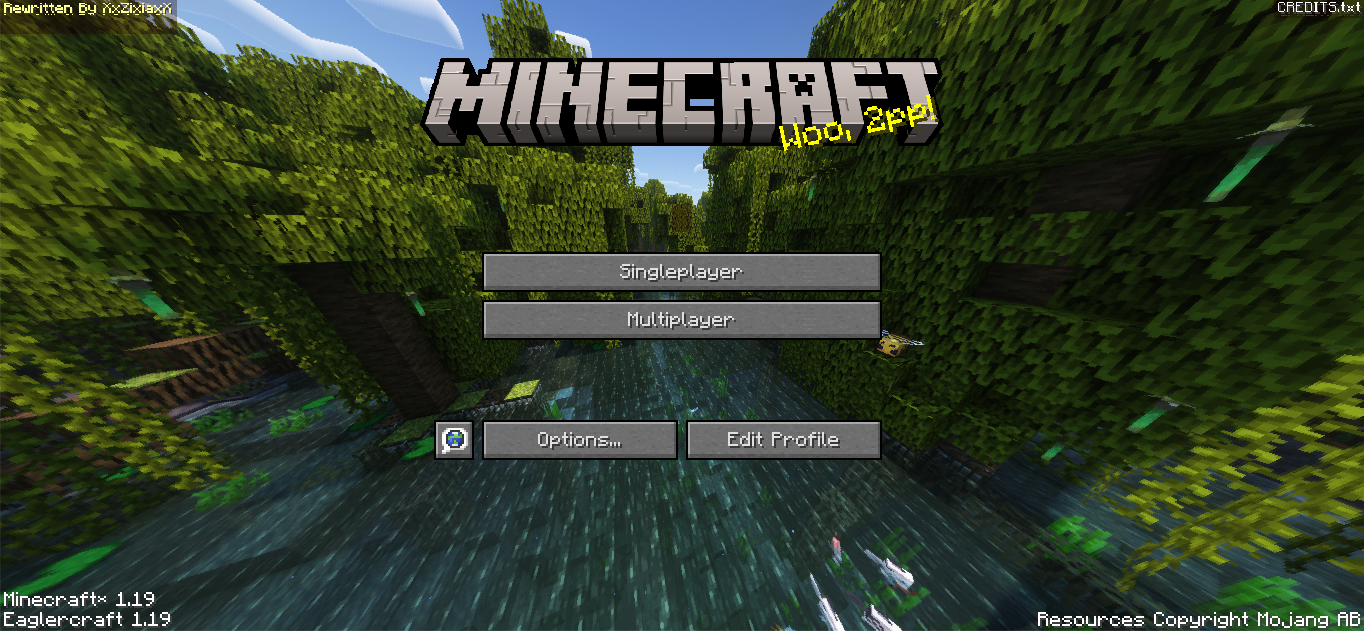 Rewritten By XxZixiaxX
CREDITS.txt
MINECRAFT
Woo, 2pp!
Singleplayer
Multiplayer
Options...
Edit Profile
Minecraft* 1.19
Eaglercraft 1.19
Resources Copyright Mojang AB